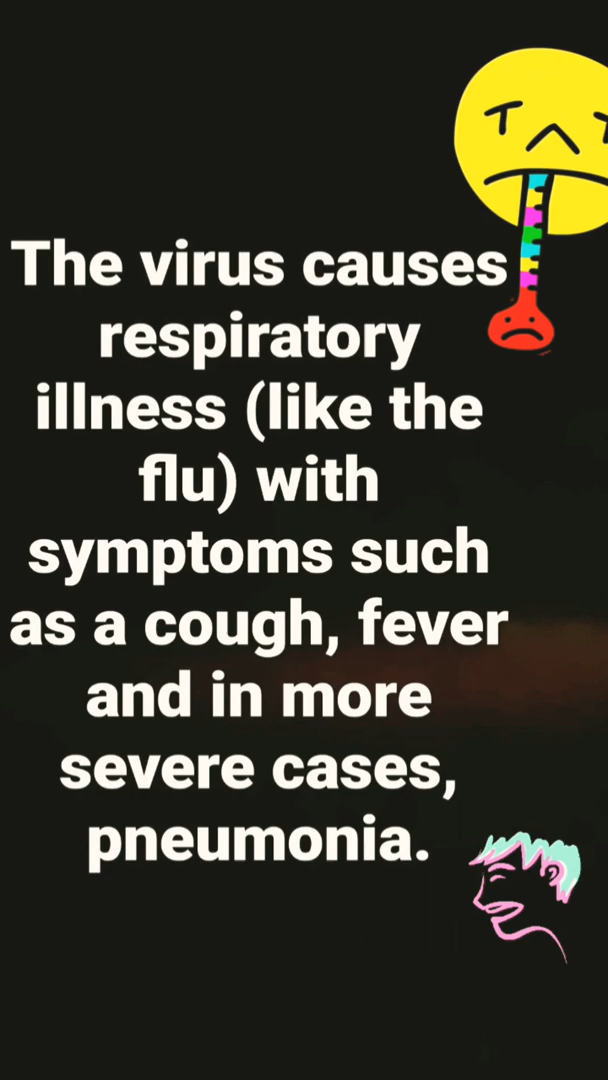 The virus causes
respiratory
illness (like the
flu) with
symptoms such
as a cough, fever
and in more
severe cases,
pneumonia.